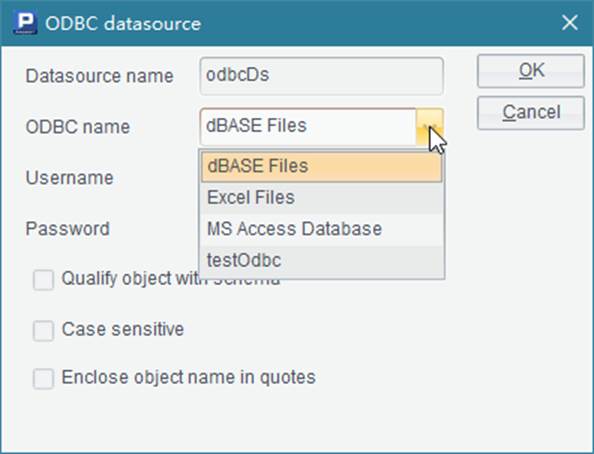 ODBC datasource
Datasource name odbcDs OK
ODBC name dBASE Files Cancel
dBASE Files
Username
Excel Files
MS Access Database
Password
testOdbc
Qualify object with schema
Case sensitive
Enclose object name in quotes